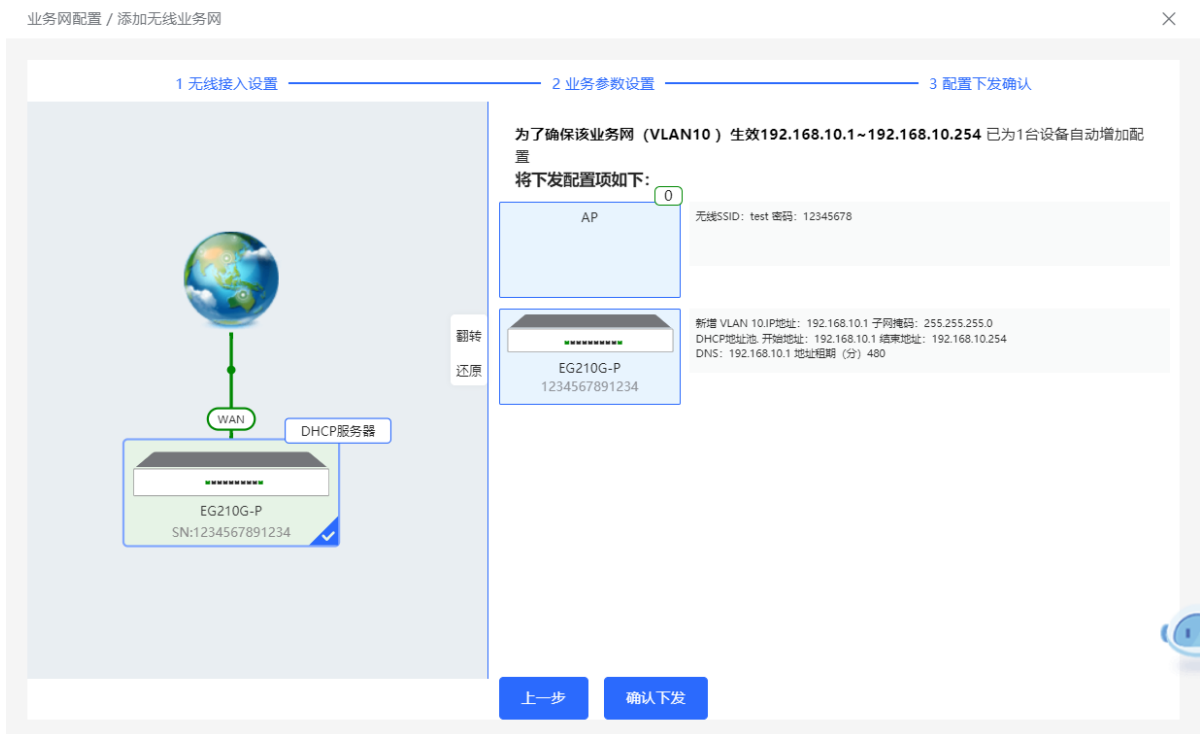 业务网配置 / 添加无线业务网
1 无线接入设置
2 业务参数设置
3 配置下发确认
为了确保该业务网（VLAN10 ）生效192.168.10.1~192.168.10.254 已为1台设备自动增加配
置
将下发配置项如下：
0
AP
无线SSID：test 密码：12345678
EG210G-P
1234567891234
新增 VLAN 10.IP地址：192.168.10.1 子网掩码：255.255.255.0
DHCP地址池. 开始地址：192.168.10.1 结束地址：192.168.10.254
DNS：192.168.10.1 地址租期（分）480
翻转
还原
WAN
DHCP服务器
EG210G-P
SN:1234567891234
上一步
确认下发